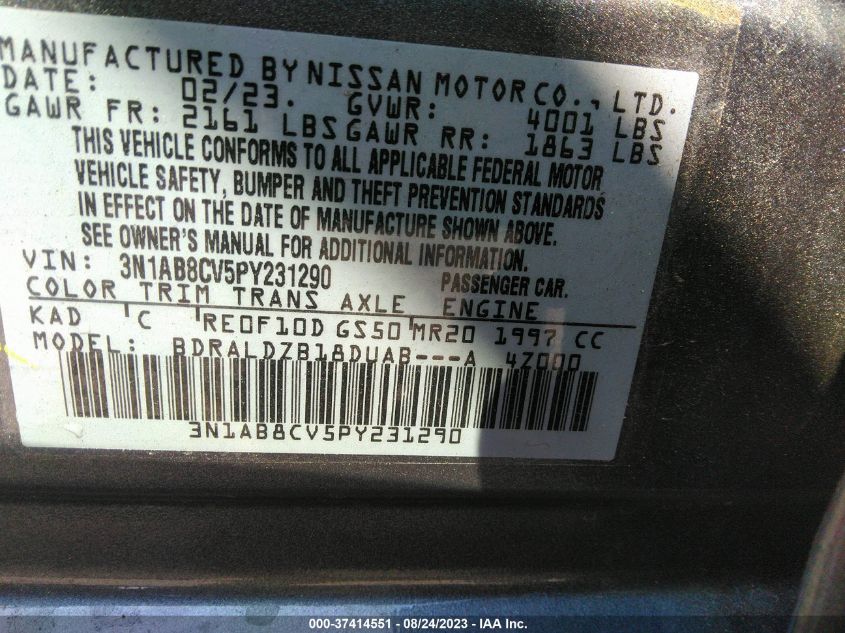 MANUFACTURED BY NISSAN MOTOR CO., LTD.
DATE: 02/23. GVWR: 4001 LBS
GAWR FR: 2161 LBS GAWR RR: 1863 LBS
THIS VEHICLE CONFORMS TO ALL APPLICABLE FEDERAL MOTOR
VEHICLE SAFETY, BUMPER AND THEFT PREVENTION STANDARDS
IN EFFECT ON THE DATE OF MANUFACTURE SHOWN ABOVE.
SEE OWNER'S MANUAL FOR ADDITIONAL INFORMATION.
VIN: 3N1AB8CV5PY231290 PASSENGER CAR.
COLOR TRIM TRANS AXLE ENGINE
KAD C RE0F10D GS50 MR20 1997 CC
MODEL: BDRALDZB18DUAB---A 4Z000
3N1AB8CV5PY231290
000-37414551 - 08/24/2023 - IAA Inc.